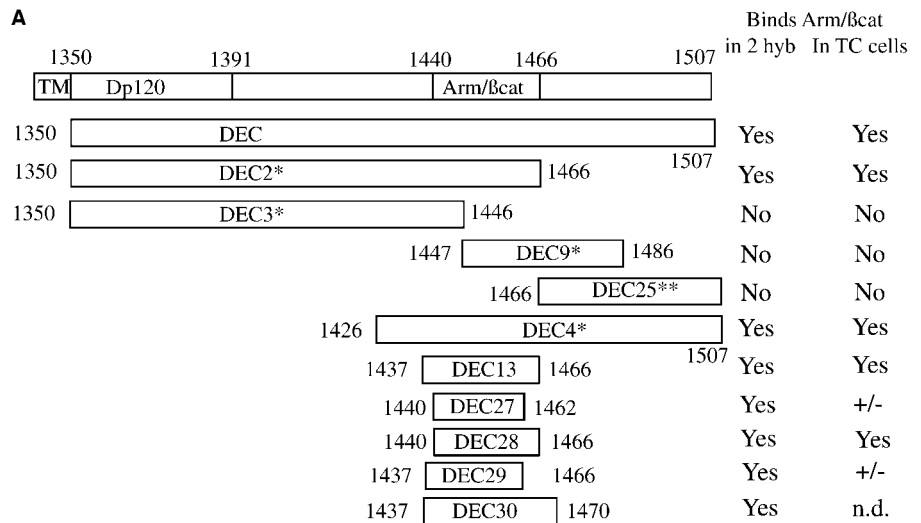 A
Binds Arm/ßcat
in 2 hyb In TC cells
1350 1391 1440 1466 1507
TM Dp120 Arm/ßcat
1350 DEC 1507 Yes Yes
1350 DEC2* 1466 Yes Yes
1350 DEC3* 1446 No No
1447 DEC9* 1486 No No
1466 DEC25** No No
1426 DEC4* 1507 Yes Yes
1437 DEC13 1466 Yes Yes
1440 DEC27 1462 Yes +/-
1440 DEC28 1466 Yes Yes
1437 DEC29 1466 Yes +/-
1437 DEC30 1470 Yes n.d.